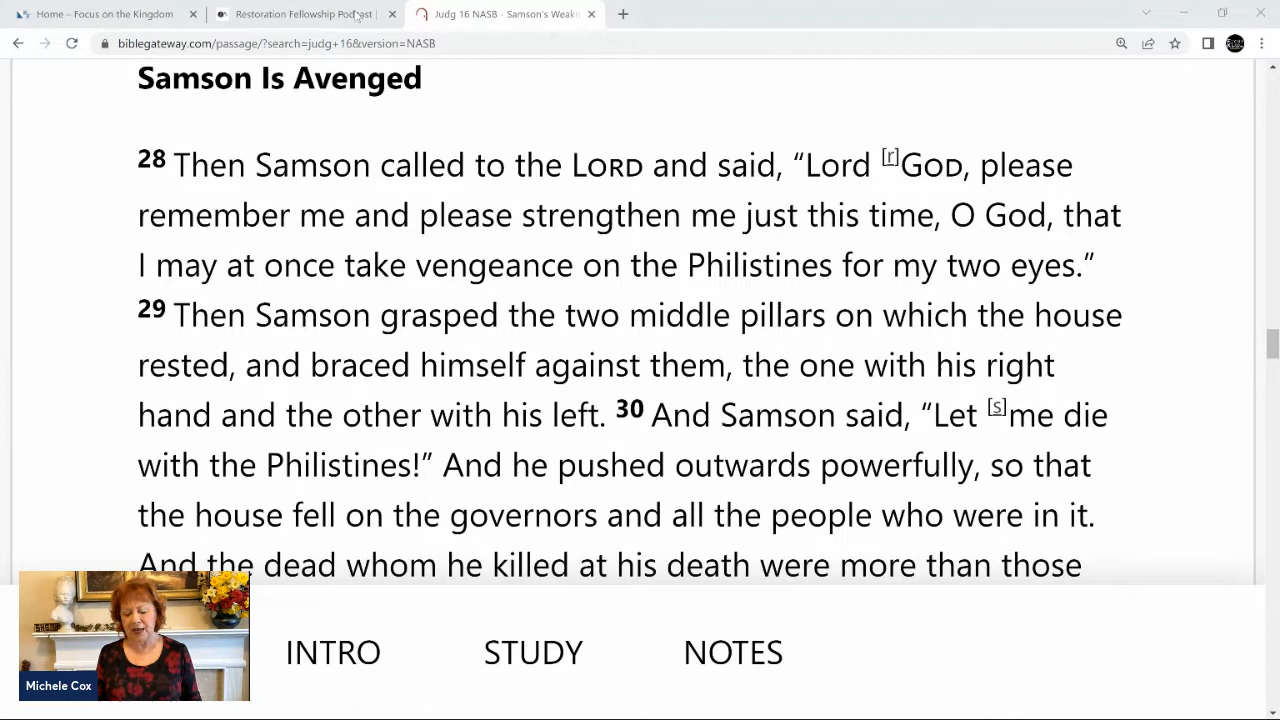 Home – Focus on the Kingdom
Restoration Fellowship Podcast |
Judg 16 NASB - Samson's Weakn
biblegateway.com/passage/?search=judg+16&version=NASB
Samson Is Avenged
28 Then Samson called to the LORD and said, “Lord [r]GOD, please
remember me and please strengthen me just this time, O God, that
I may at once take vengeance on the Philistines for my two eyes.”
29 Then Samson grasped the two middle pillars on which the house
rested, and braced himself against them, the one with his right
hand and the other with his left. 30 And Samson said, “Let [s]me die
with the Philistines!” And he pushed outwards powerfully, so that
the house fell on the governors and all the people who were in it.
And the dead whom he killed at his death were more than those
INTRO STUDY NOTES
Michele Cox